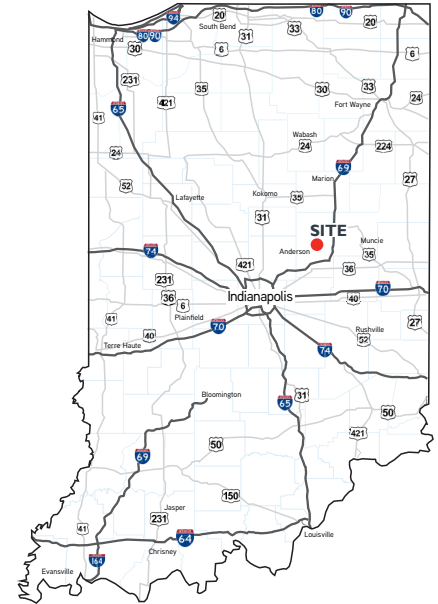 94
20
80
90
South Bend
33
20
Hammond
80
90
31
30
6
6
231
35
30
33
421
24
65
Fort Wayne
41
Wabash
24
224
24
69
Marion
27
52
Kokomo
35
Lafayette
31
SITE
Muncie
74
Anderson
35
421
36
231
70
36
6
Indianapolis
40
41
Plainfield
27
70
Rushville
40
52
Terre Haute
74
Bloomington
31
65
50
421
50
69
150
Jasper
231
41
64
Louisville
Chrisney
164
Evansville